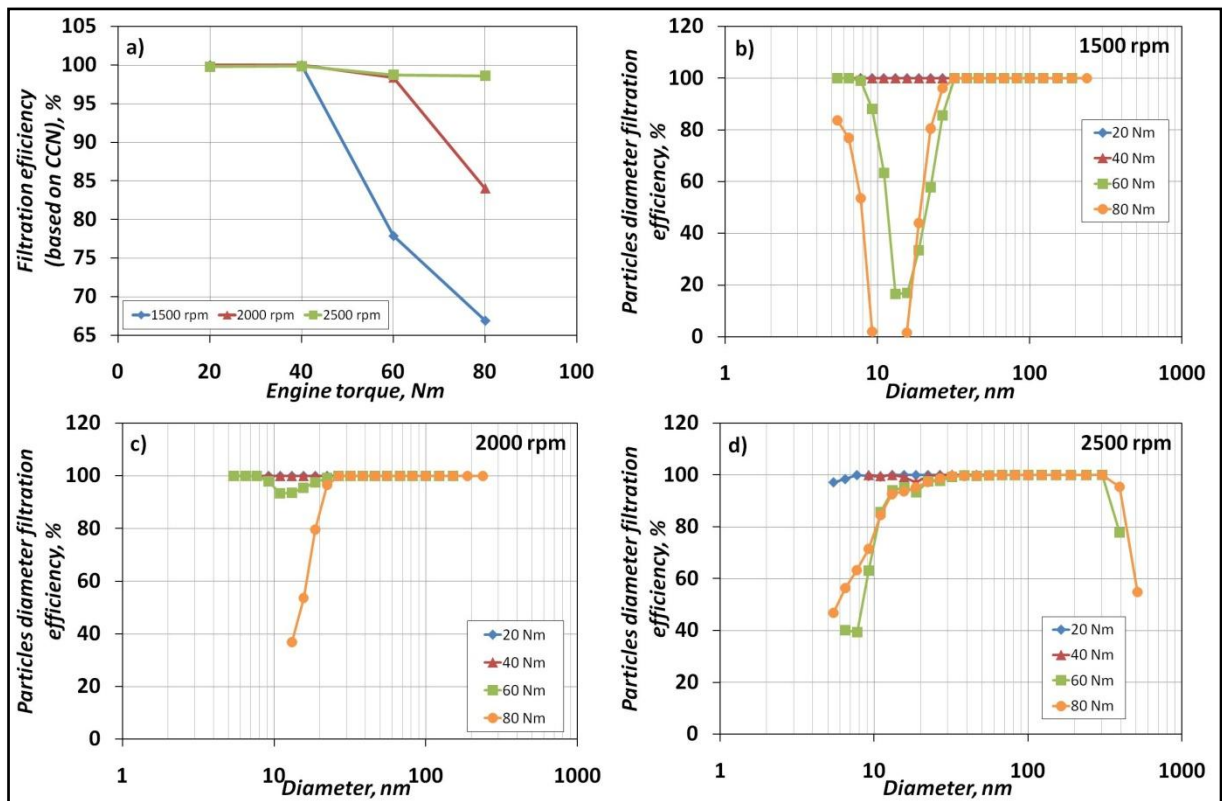 a)
Filtration efiiciency
(based on CCN), %
105
100
95
90
85
80
75
70
65
1500 rpm 2000 rpm 2500 rpm
0 20 40 60 80 100
Engine torque, Nm
b) 1500 rpm
Particles diameter filtration
efficiency, %
120
100
80
60
40
20
0
20 Nm
40 Nm
60 Nm
80 Nm
1 10 100 1000
Diameter, nm
c) 2000 rpm
Particles diameter filtration
efficiency, %
120
100
80
60
40
20
0
20 Nm
40 Nm
60 Nm
80 Nm
1 10 100 1000
Diameter, nm
d) 2500 rpm
Particles diameter filtration
efficiency, %
120
100
80
60
40
20
0
20 Nm
40 Nm
60 Nm
80 Nm
1 10 100 1000
Diameter, nm